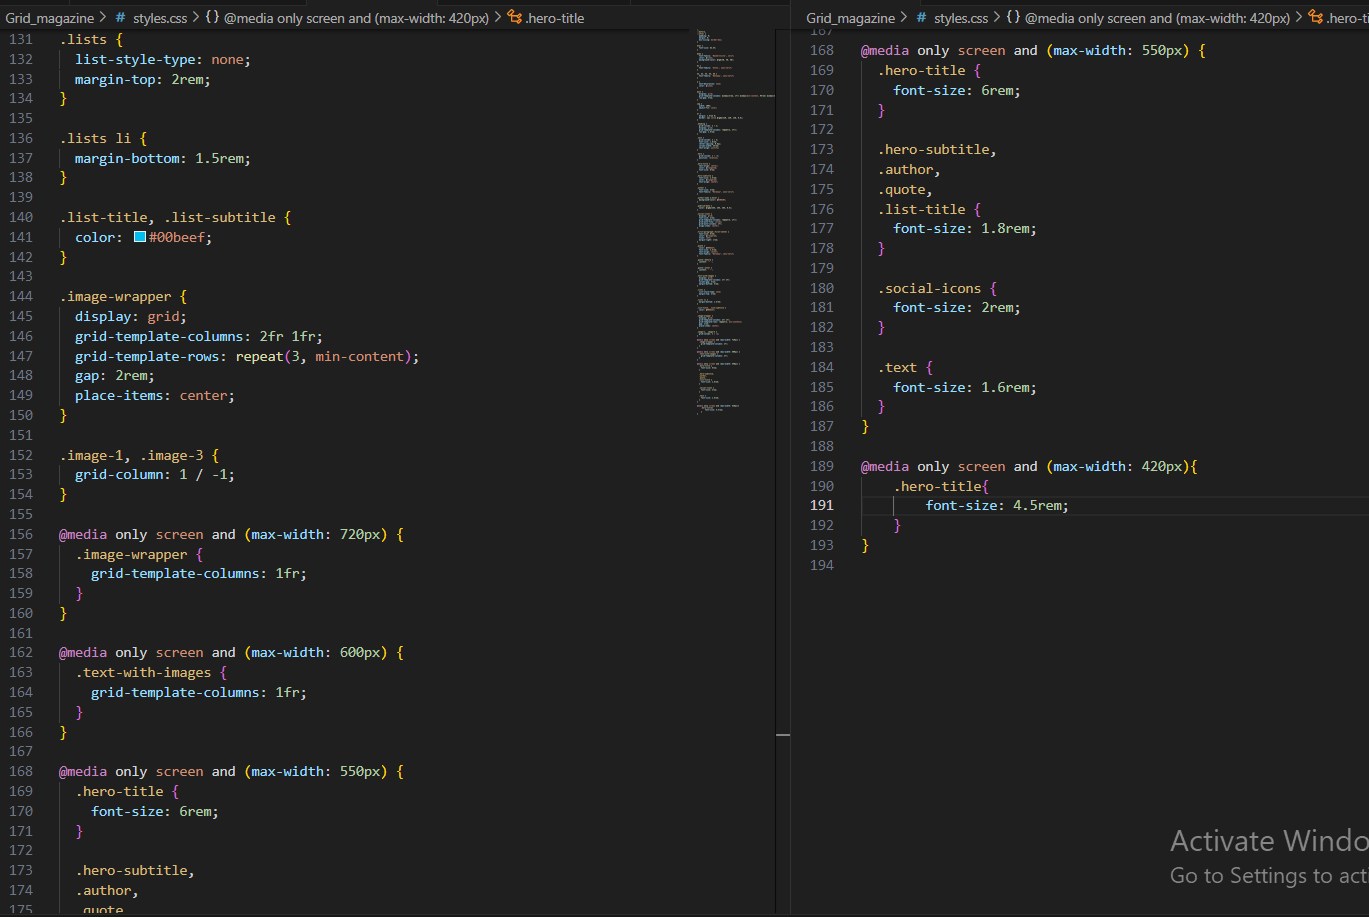 Grid_magazine > # styles.css > {} @media only screen and (max-width: 420px) > .hero-title
131 .lists {
132 list-style-type: none;
133 margin-top: 2rem;
134 }
135
136 .lists li {
137 margin-bottom: 1.5rem;
138 }
139
140 .list-title, .list-subtitle {
141 color: #00beef;
142 }
143
144 .image-wrapper {
145 display: grid;
146 grid-template-columns: 2fr 1fr;
147 grid-template-rows: repeat(3, min-content);
148 gap: 2rem;
149 place-items: center;
150 }
151
152 .image-1, .image-3 {
153 grid-column: 1 / -1;
154 }
155
156 @media only screen and (max-width: 720px) {
157 .image-wrapper {
158 grid-template-columns: 1fr;
159 }
160 }
161
162 @media only screen and (max-width: 600px) {
163 .text-with-images {
164 grid-template-columns: 1fr;
165 }
166 }
167
168 @media only screen and (max-width: 550px) {
169 .hero-title {
170 font-size: 6rem;
171 }
172
173 .hero-subtitle,
174 .author,
175 .quote
Grid_magazine > # styles.css > {} @media only screen and (max-width: 420px) > .hero-ti
167
168 @media only screen and (max-width: 550px) {
169 .hero-title {
170 font-size: 6rem;
171 }
172
173 .hero-subtitle,
174 .author,
175 .quote,
176 .list-title {
177 font-size: 1.8rem;
178 }
179
180 .social-icons {
181 font-size: 2rem;
182 }
183
184 .text {
185 font-size: 1.6rem;
186 }
187 }
188
189 @media only screen and (max-width: 420px){
190 .hero-title{
191 font-size: 4.5rem;
192 }
193 }
194
Activate Windo
Go to Settings to acti